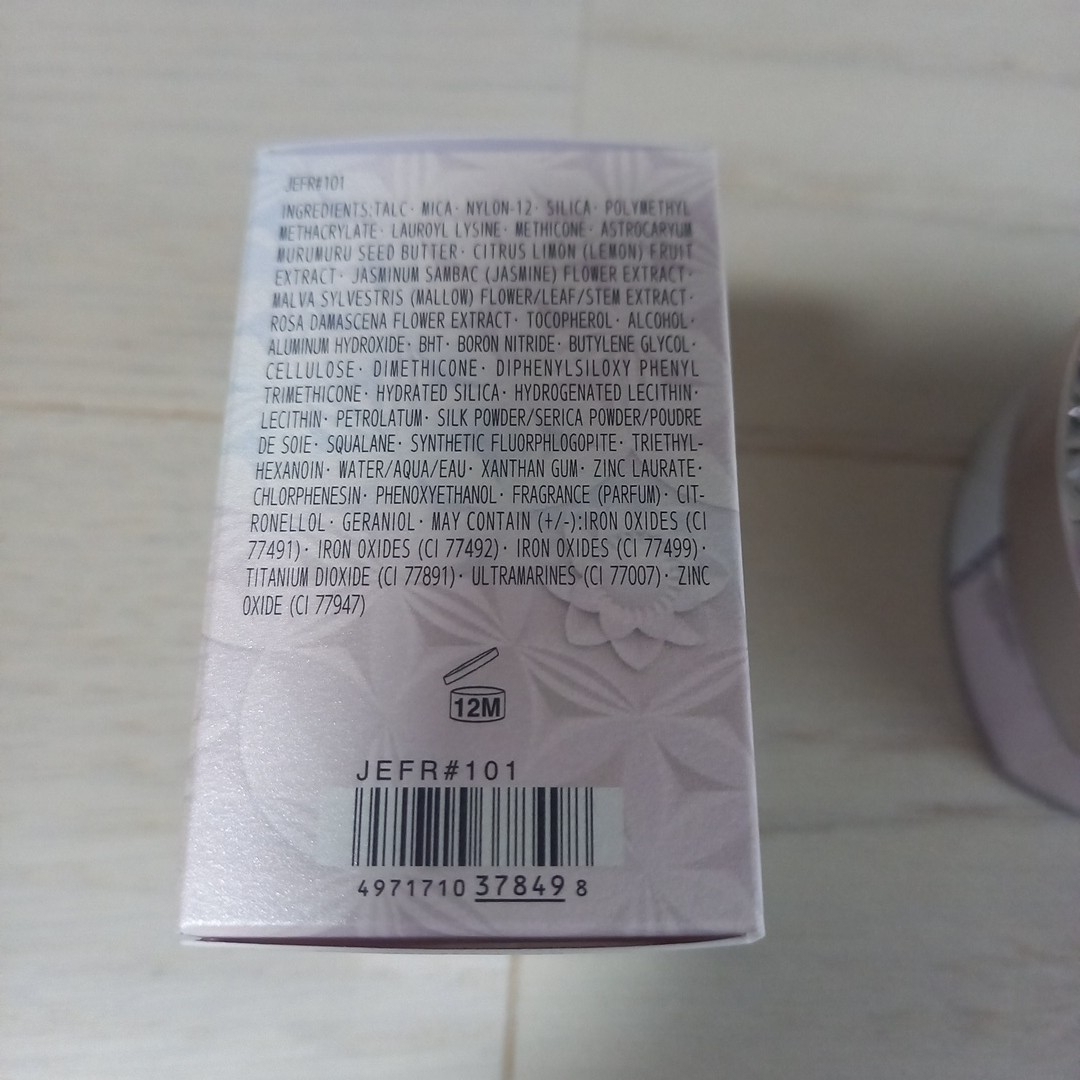 JEFR#101
INGREDIENTS:TALC· MICA· NYLON-12· SILICA· POLYMETHYL
METHACRYLATE· LAUROYL LYSINE· METHICONE· ASTROCARYUM
MURUMURU SEED BUTTER· CITRUS LIMON (LEMON) FRUIT
EXTRACT· JASMINUM SAMBAC (JASMINE) FLOWER EXTRACT·
MALVA SYLVESTRIS (MALLOW) FLOWER/LEAF/STEM EXTRACT·
ROSA DAMASCENA FLOWER EXTRACT· TOCOPHEROL· ALCOHOL·
ALUMINUM HYDROXIDE· BHT· BORON NITRIDE· BUTYLENE GLYCOL·
CELLULOSE· DIMETHICONE· DIPHENYLSILOXY PHENYL
TRIMETHICONE· HYDRATED SILICA· HYDROGENATED LECITHIN·
LECITHIN· PETROLATUM· SILK POWDER/SERICA POWDER/POUDRE
DE SOIE· SQUALANE· SYNTHETIC FLUORPHLOGOPITE· TRIETHYL-
HEXANOIN· WATER/AQUA/EAU· XANTHAN GUM· ZINC LAURATE·
CHLORPHENESIN· PHENOXYETHANOL· FRAGRANCE (PARFUM)· CIT-
RONELLOL· GERANIOL· MAY CONTAIN (+/-):IRON OXIDES (CI
77491)· IRON OXIDES (CI 77492)· IRON OXIDES (CI 77499)·
TITANIUM DIOXIDE (CI 77891)· ULTRAMARINES (CI 77007)· ZINC
OXIDE (CI 77947)
12M
JEFR#101
4971710 37849 8